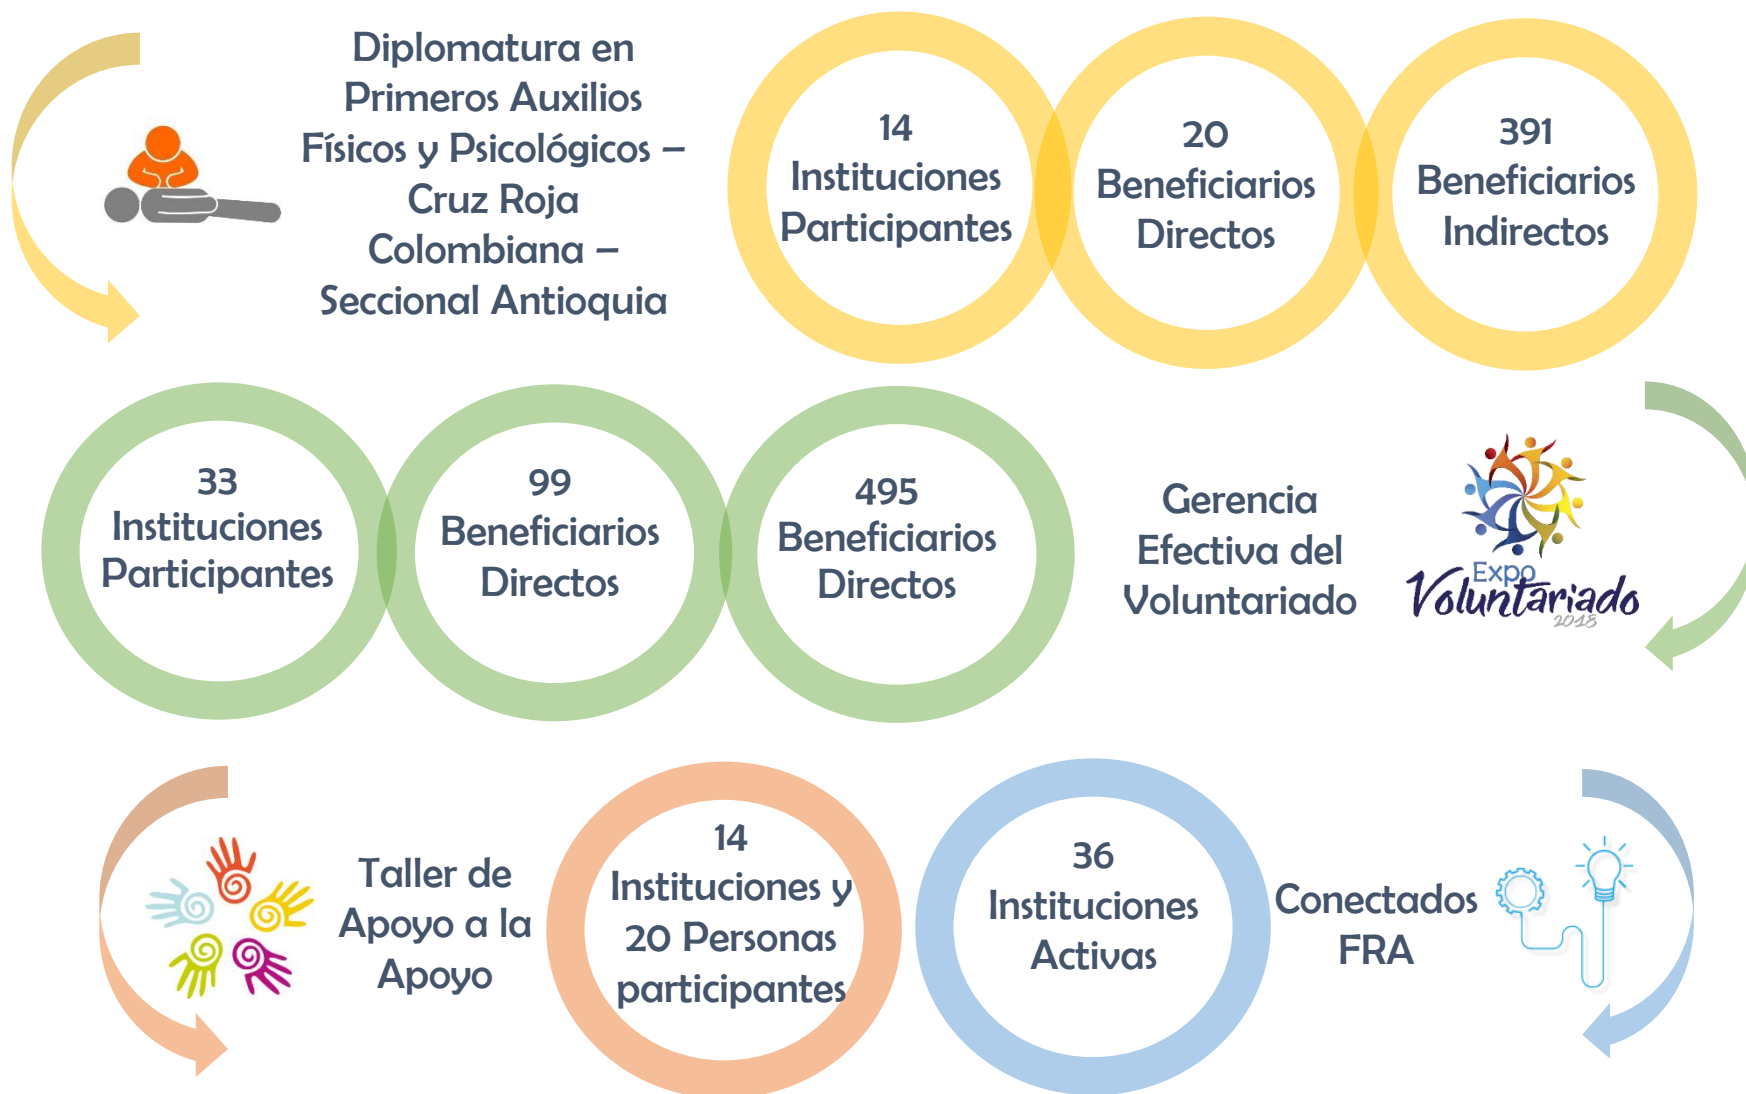 Diplomatura en
Primeros Auxilios
Físicos y Psicológicos –
Cruz Roja
Colombiana –
Seccional Antioquia
14
Instituciones
Participantes
20
Beneficiarios
Directos
391
Beneficiarios
Indirectos
33
Instituciones
Participantes
99
Beneficiarios
Directos
495
Beneficiarios
Directos
Gerencia
Efectiva del
Voluntariado
Expo
Voluntariado
2018
Taller de
Apoyo a la
Apoyo
14
Instituciones y
20 Personas
participantes
36
Instituciones
Activas
Conectados
FRA